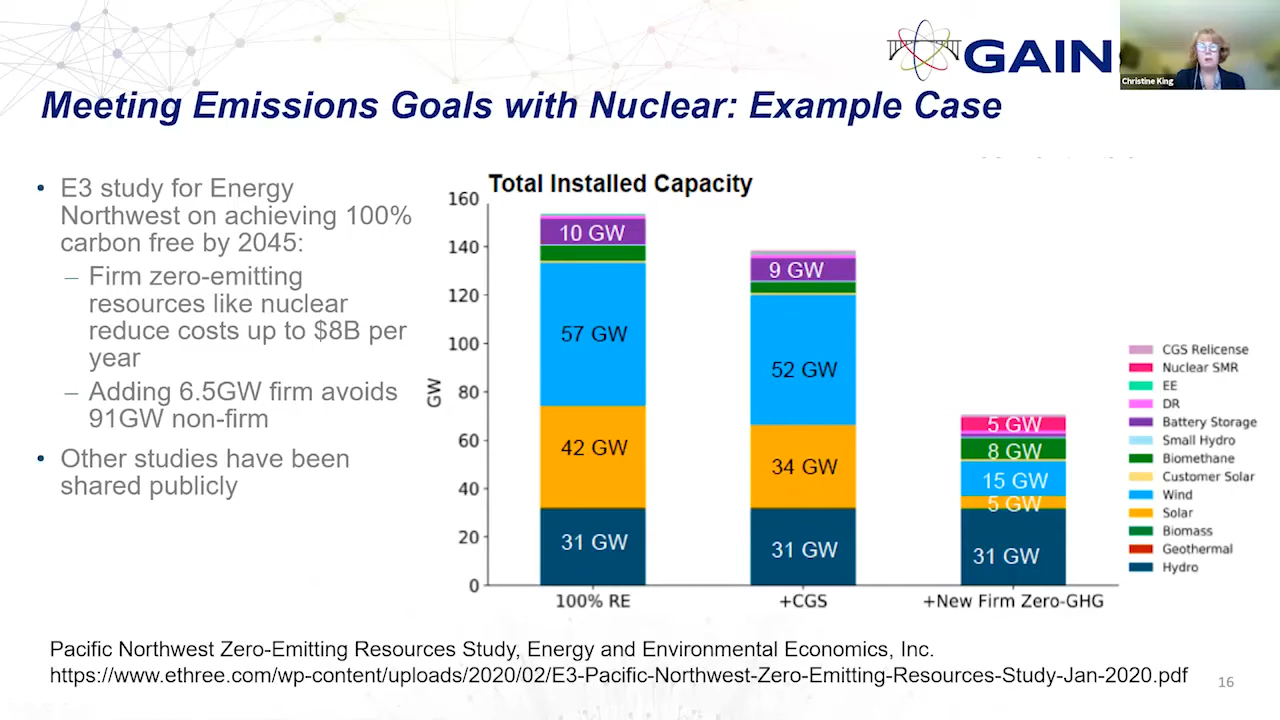 GAIN
Christine King
Meeting Emissions Goals with Nuclear: Example Case
• E3 study for Energy
Northwest on achieving 100%
carbon free by 2045:
– Firm zero-emitting
resources like nuclear
reduce costs up to $8B per
year
– Adding 6.5GW firm avoids
91GW non-firm
• Other studies have been
shared publicly
Total Installed Capacity
GW
160
140
120
100
80
60
40
20
0
10 GW
57 GW
42 GW
31 GW
100% RE
9 GW
52 GW
34 GW
31 GW
+CGS
5 GW
8 GW
15 GW
5 GW
31 GW
+New Firm Zero-GHG
CGS Relicense
Nuclear SMR
EE
DR
Battery Storage
Small Hydro
Biomethane
Customer Solar
Wind
Solar
Biomass
Geothermal
Hydro
Pacific Northwest Zero-Emitting Resources Study, Energy and Environmental Economics, Inc.
https://www.ethree.com/wp-content/uploads/2020/02/E3-Pacific-Northwest-Zero-Emitting-Resources-Study-Jan-2020.pdf
16